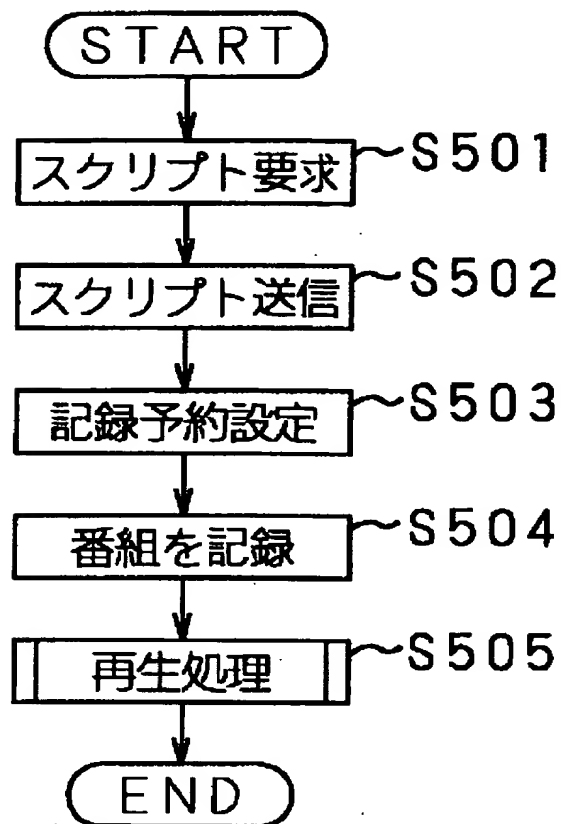 START
スクリプト要求
S501
スクリプト送信
S502
記録予約設定
S503
番組を記録
S504
再生処理
S505
END